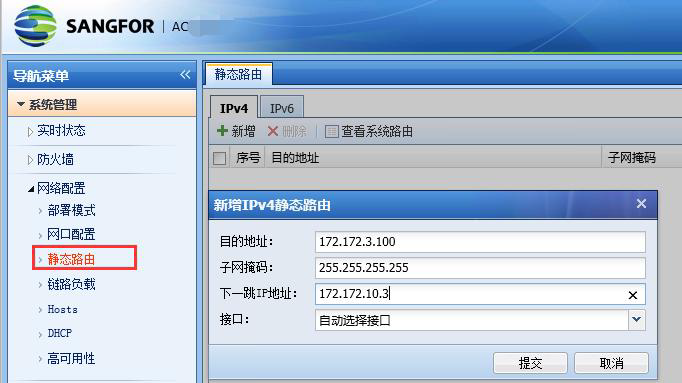 SANGFOR | AC
导航菜单
系统管理
实时状态
防火墙
网络配置
部署模式
网口配置
静态路由
链路负载
Hosts
DHCP
高可用性
静态路由
IPv4 IPv6
新增 删除 查看系统路由
序号 目的地址 子网掩码
新增IPv4静态路由
目的地址: 172.172.3.100
子网掩码: 255.255.255.255
下一跳IP地址: 172.172.10.3
接口: 自动选择接口
提交 取消